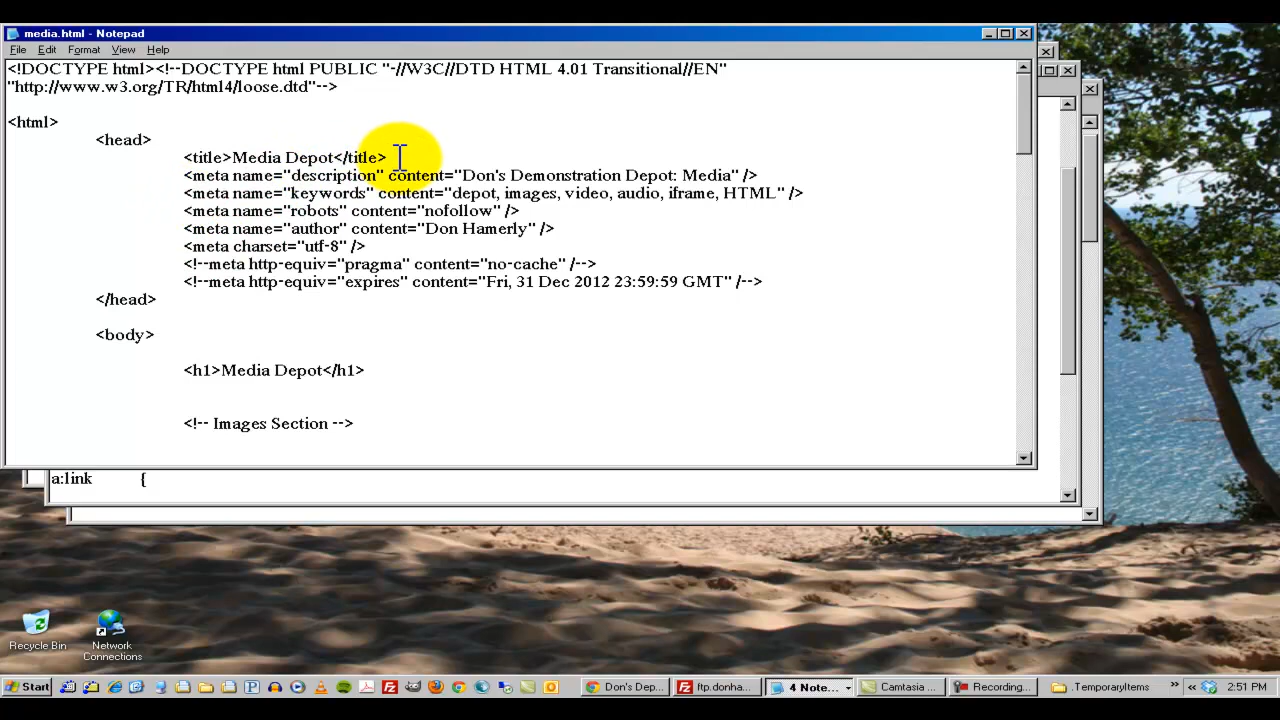 media.html - Notepad
File Edit Format View Help
<!DOCTYPE html><!--DOCTYPE html PUBLIC "-//W3C//DTD HTML 4.01 Transitional//EN"
"http://www.w3.org/TR/html4/loose.dtd"-->
<html>
<head>
<title>Media Depot</title>
<meta name="description" content="Don's Demonstration Depot: Media" />
<meta name="keywords" content="depot, images, video, audio, iframe, HTML" />
<meta name="robots" content="nofollow" />
<meta name="author" content="Don Hamerly" />
<meta charset="utf-8" />
<!--meta http-equiv="pragma" content="no-cache" /-->
<!--meta http-equiv="expires" content="Fri, 31 Dec 2012 23:59:59 GMT" /-->
</head>
<body>
<h1>Media Depot</h1>
<!-- Images Section -->
a:link {
Recycle Bin
Network Connections
Start Don's Dep... ftp.donha... 4 Note... Camtasia ... Recording... .TemporaryItems » « 2:51 PM